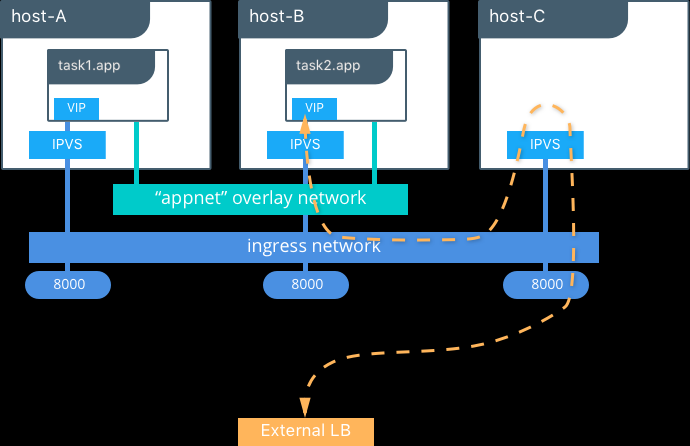 host-A
host-B
host-C
task1.app
task2.app
VIP
VIP
IPVS
IPVS
IPVS
“appnet” overlay network
ingress network
8000
8000
8000
External LB